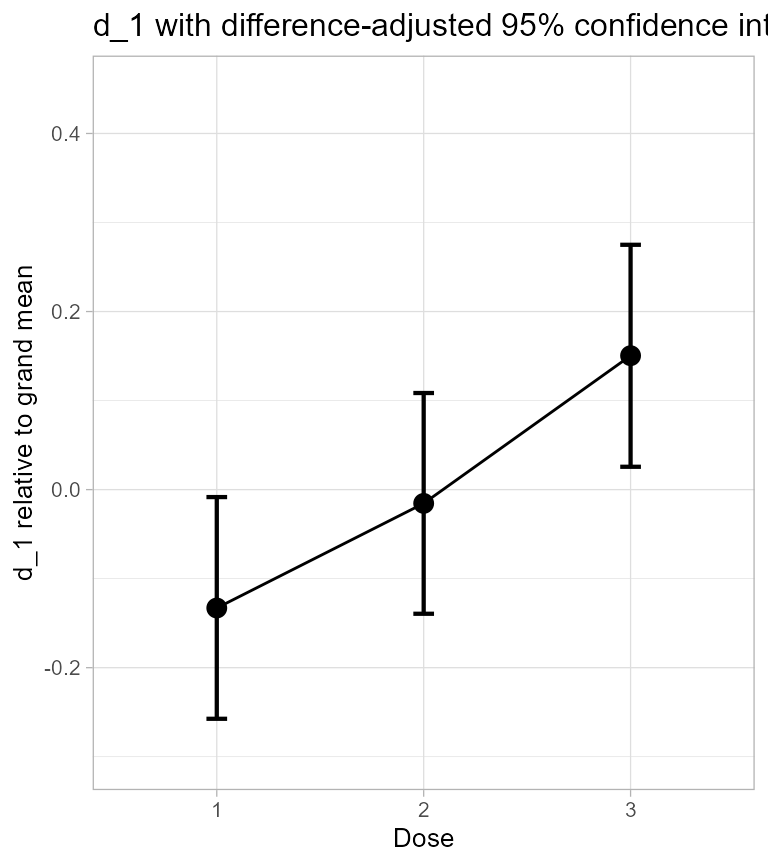 d_1 with difference-adjusted 95% confidence int
0.4
0.2
0.0
-0.2
d_1 relative to grand mean
1 2 3
Dose